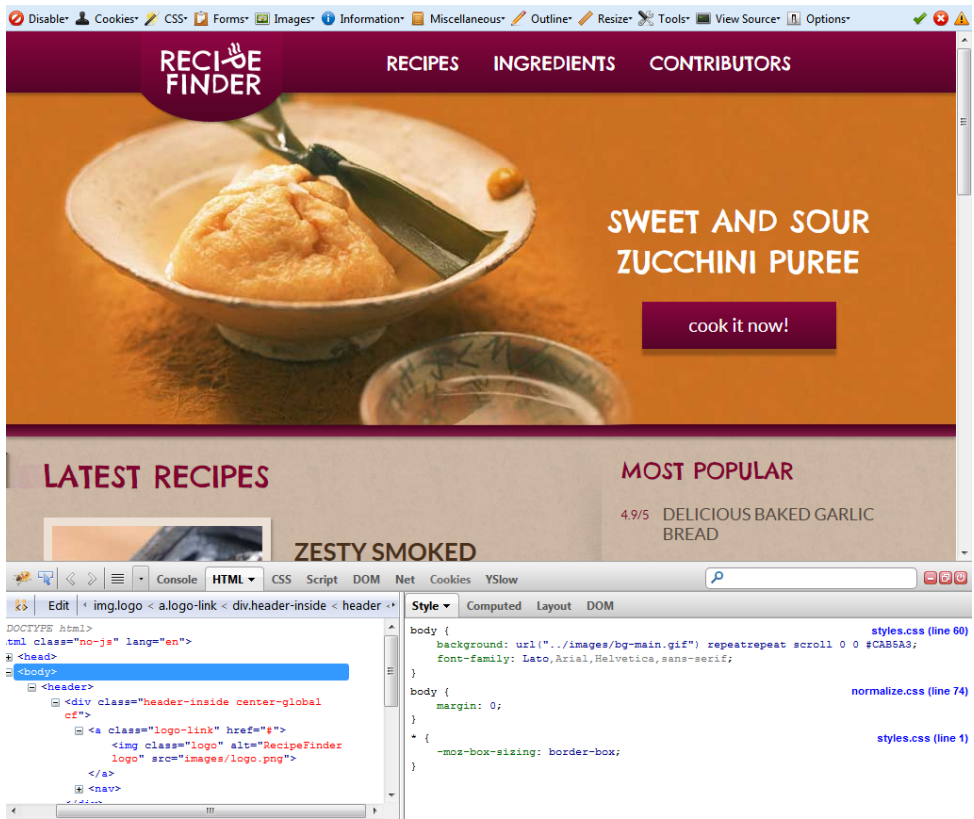 Disable▾ Cookies▾ CSS▾ Forms▾ Images▾ Information▾ Miscellaneous▾ Outline▾ Resize▾ Tools▾ View Source▾ Options▾
RECIPE
FINDER
RECIPES INGREDIENTS CONTRIBUTORS
SWEET AND SOUR
ZUCCHINI PUREE
cook it now!
LATEST RECIPES
MOST POPULAR
4.9/5 DELICIOUS BAKED GARLIC
BREAD
ZESTY SMOKED
Console HTML ▾ CSS Script DOM Net Cookies YSlow
Edit img.logo < a.logo-link < div.header-inside < header
Style ▾ Computed Layout DOM
DOCTYPE html>
tml class="no-js" lang="en">
<head>
<body>
<header>
<div class="header-inside center-global
cf">
<a class="logo-link" href="#">
<img class="logo" alt="RecipeFinder
logo" src="images/logo.png">
</a>
<nav>
</div>
body { styles.css (line 60)
background: url("../images/bg-main.gif") repeatrepeat scroll 0 0 #CAB5A3;
font-family: Lato,Arial,Helvetica,sans-serif;
}
body { normalize.css (line 74)
margin: 0;
}
* { styles.css (line 1)
-moz-box-sizing: border-box;
}